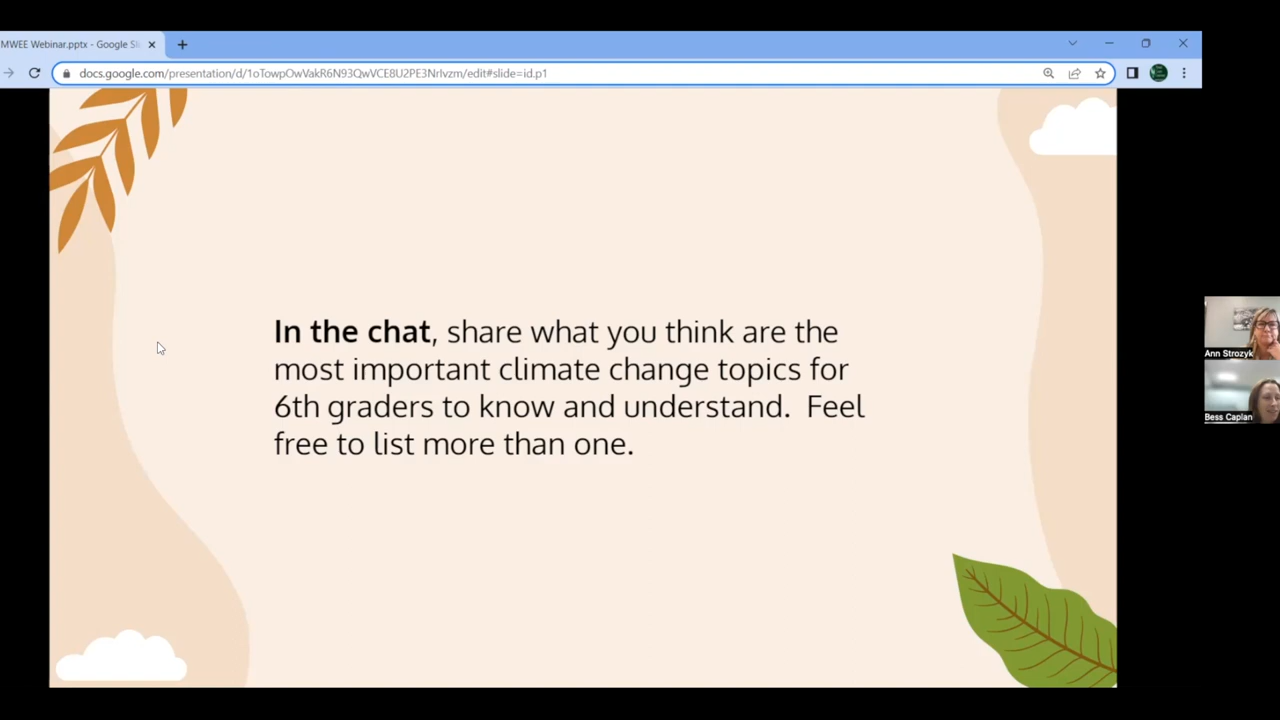 MWEE Webinar.pptx - Google Sl
docs.google.com/presentation/d/1oTowpOwVakR6N93QwVCE8U2PE3NrIvzm/edit#slide=id.p1
In the chat, share what you think are the
most important climate change topics for
6th graders to know and understand.  Feel
free to list more than one.
Ann Strozyk
Bess Caplan